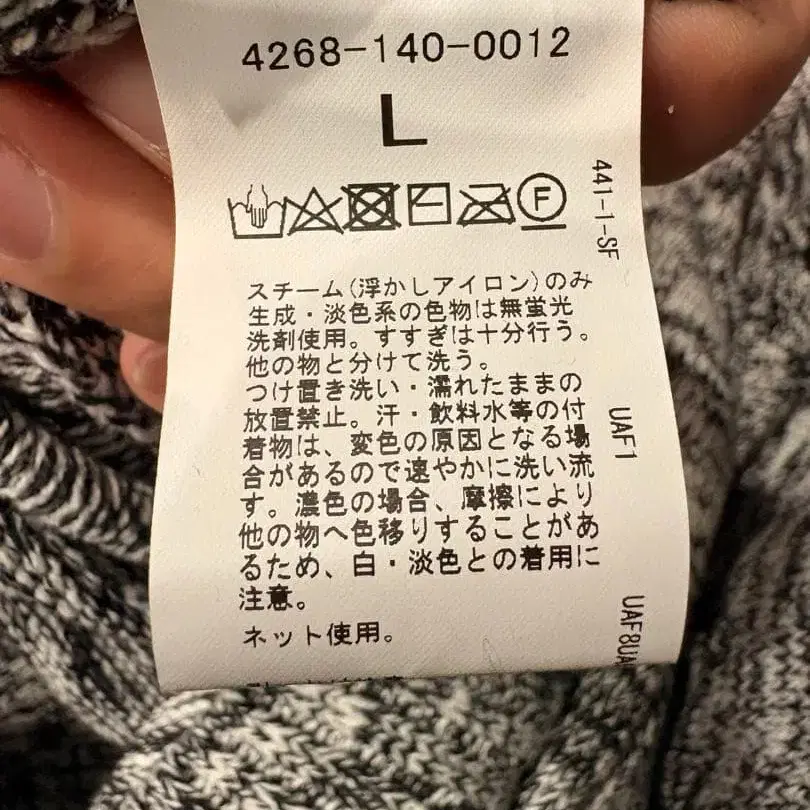 4268-140-0012
L
F
441-1-SF
スチーム(浮かしアイロン)のみ
生成・淡色系の色物は無蛍光
洗剤使用。すすぎは十分行う。
他の物と分けて洗う。
つけ置き洗い・濡れたままの
放置禁止。汗・飲料水等の付
着物は、変色の原因となる場
合があるので速やかに洗い流
す。濃色の場合、摩擦により
他の物へ色移りすることがあ
るため、白・淡色との着用に
注意。
ネット使用。
UAF1
UAF8UA